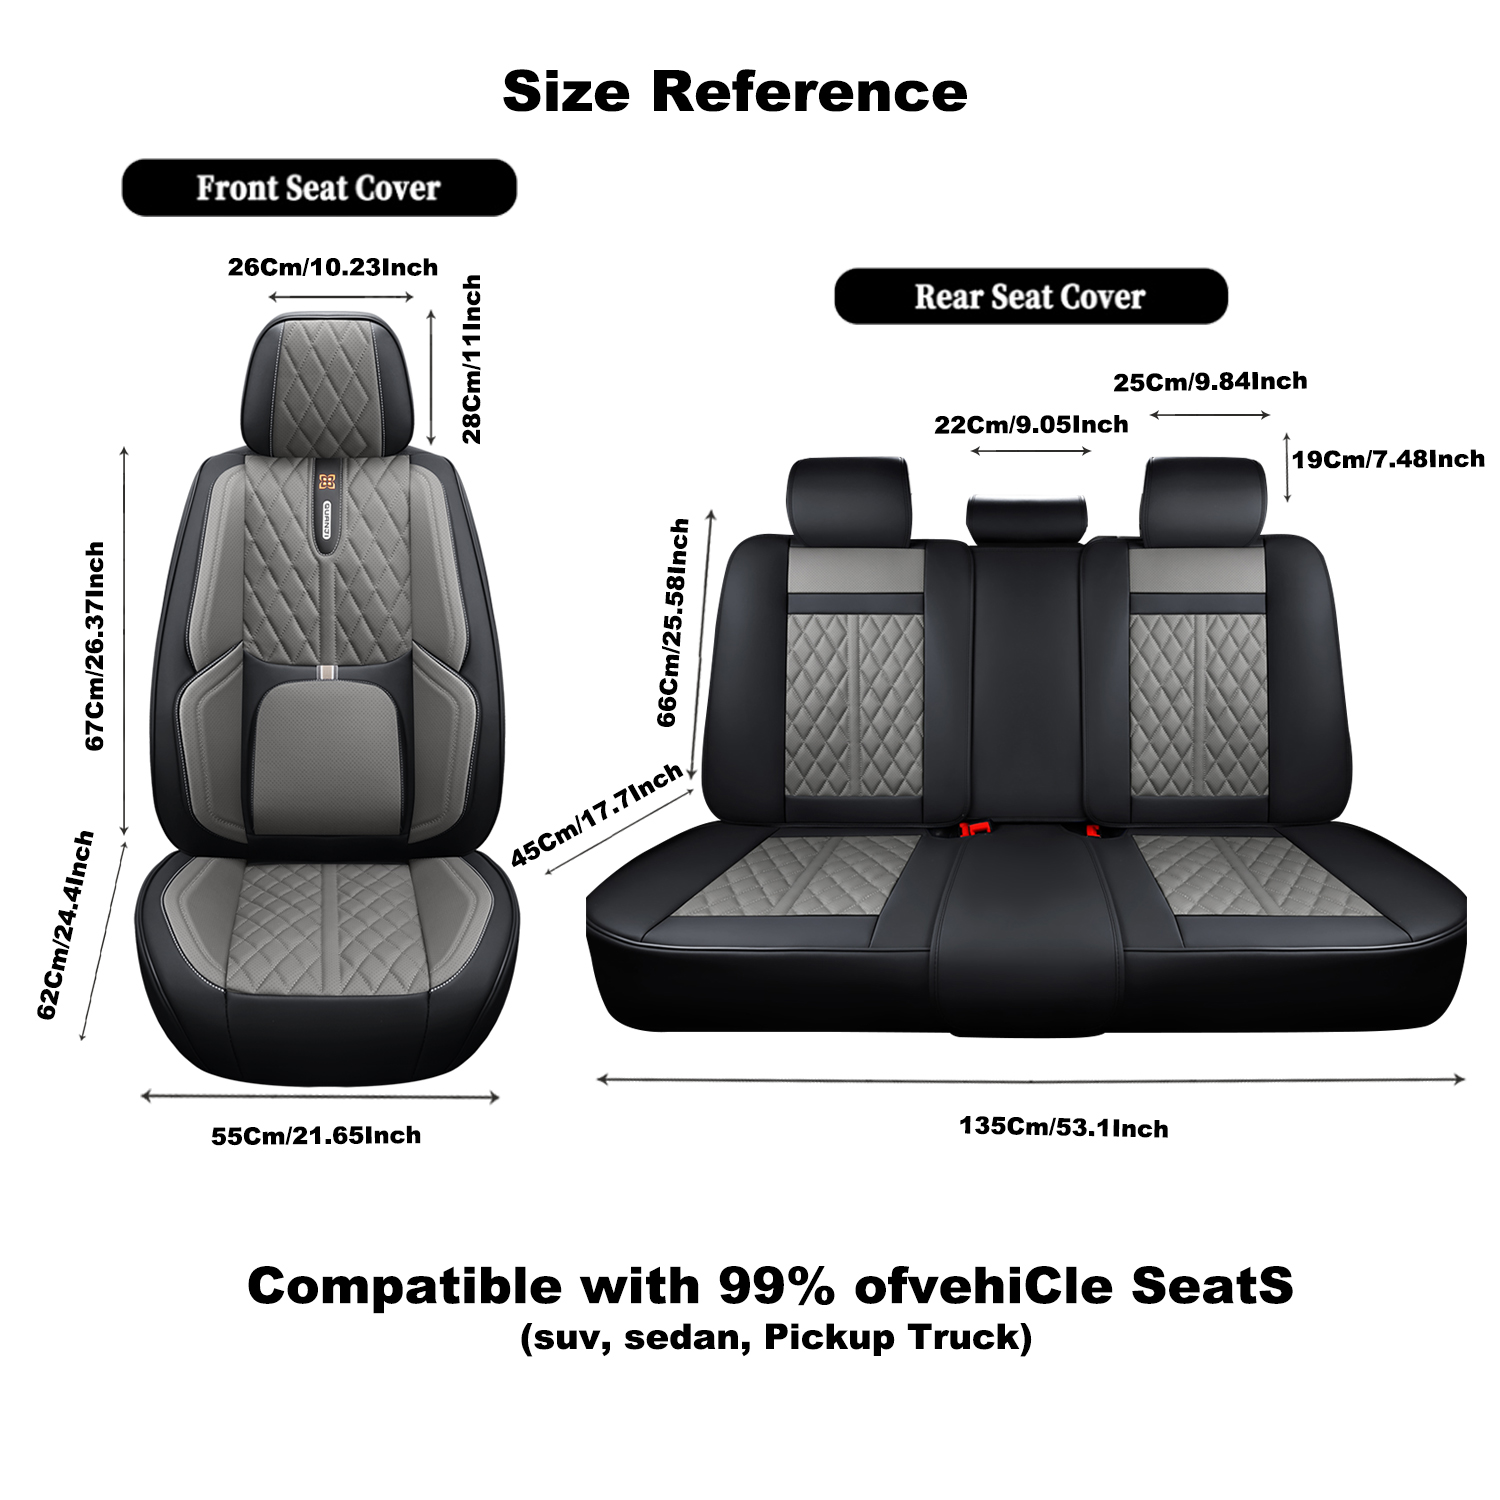 Size Reference
Front Seat Cover
26Cm/10.23Inch
28Cm/11Inch
67Cm/26.37Inch
62Cm/24.4Inch
55Cm/21.65Inch
GUANJI
Rear Seat Cover
25Cm/9.84Inch
22Cm/9.05Inch
19Cm/7.48Inch
66Cm/25.58Inch
45Cm/17.7Inch
135Cm/53.1Inch
Compatible with 99% ofvehiCle SeatS
(suv, sedan, Pickup Truck)